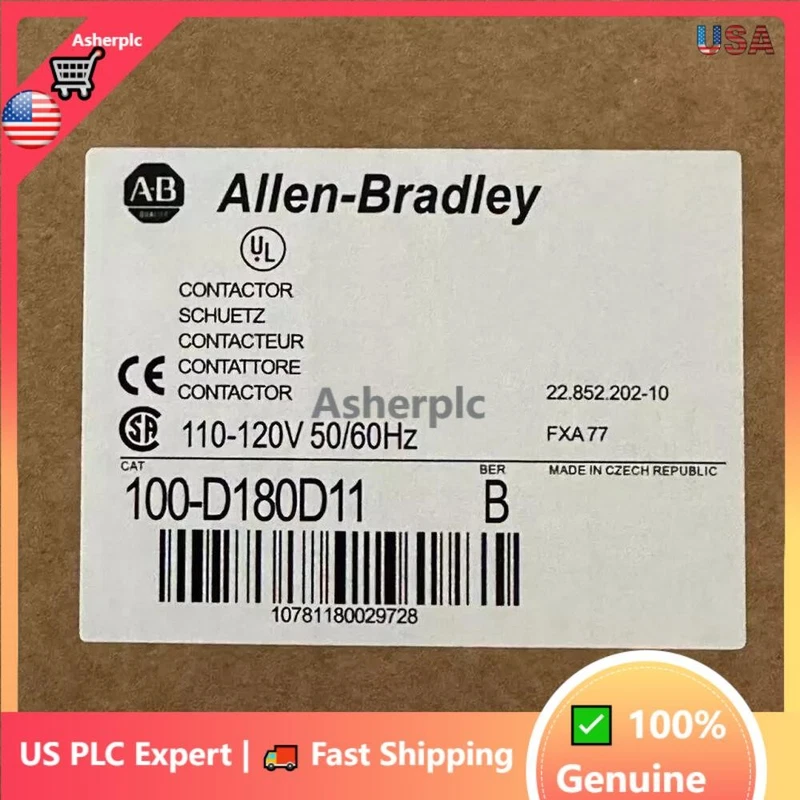 Asherplc
USA
A·B
QUALITY
Allen-Bradley
UL
CONTACTOR
SCHUETZ
CONTACTEUR
CONTATTORE
CONTACTOR
Asherplc
22.852.202-10
CE
SA
110-120V 50/60Hz
FXA 77
CAT
BER
MADE IN CZECH REPUBLIC
100-D180D11
B
10781180029728
US PLC Expert | Fast Shipping
100%
Genuine